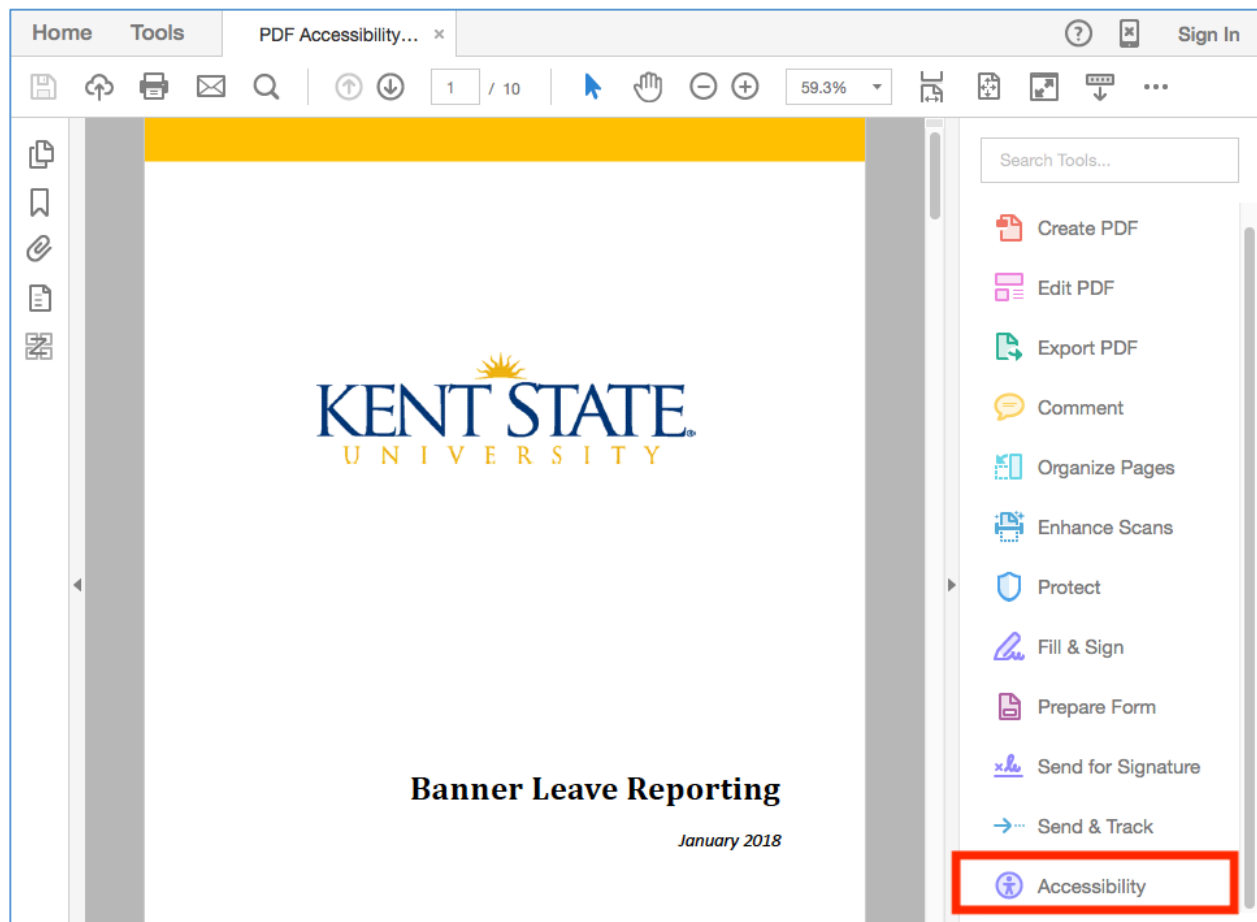 Home Tools PDF Accessibility... × ? Sign In
1 / 10 59.3%
Search Tools...
Create PDF
Edit PDF
Export PDF
Comment
Organize Pages
Enhance Scans
Protect
Fill & Sign
Prepare Form
Send for Signature
Send & Track
Accessibility
KENT STATE®
UNIVERSITY
Banner Leave Reporting
January 2018